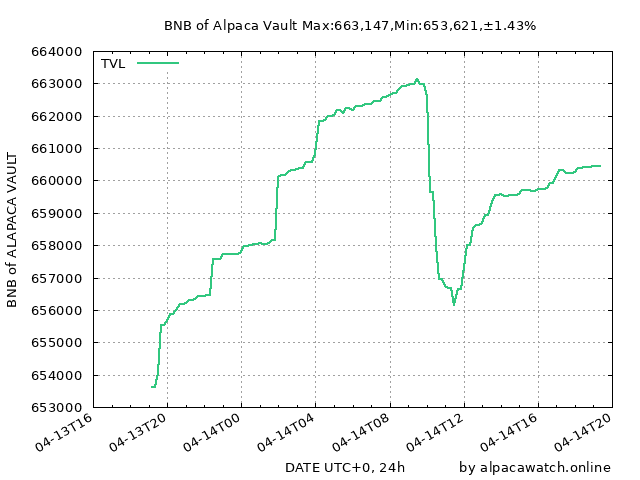 BNB of Alpaca Vault Max:663,147,Min:653,621,±1.43%
664000
663000
662000
661000
660000
659000
658000
657000
656000
655000
654000
653000
TVL
BNB of ALAPACA VAULT
04-13T16
04-13T20
04-14T00
04-14T04
04-14T08
04-14T12
04-14T16
04-14T20
DATE UTC+0, 24h
by alpacawatch.online